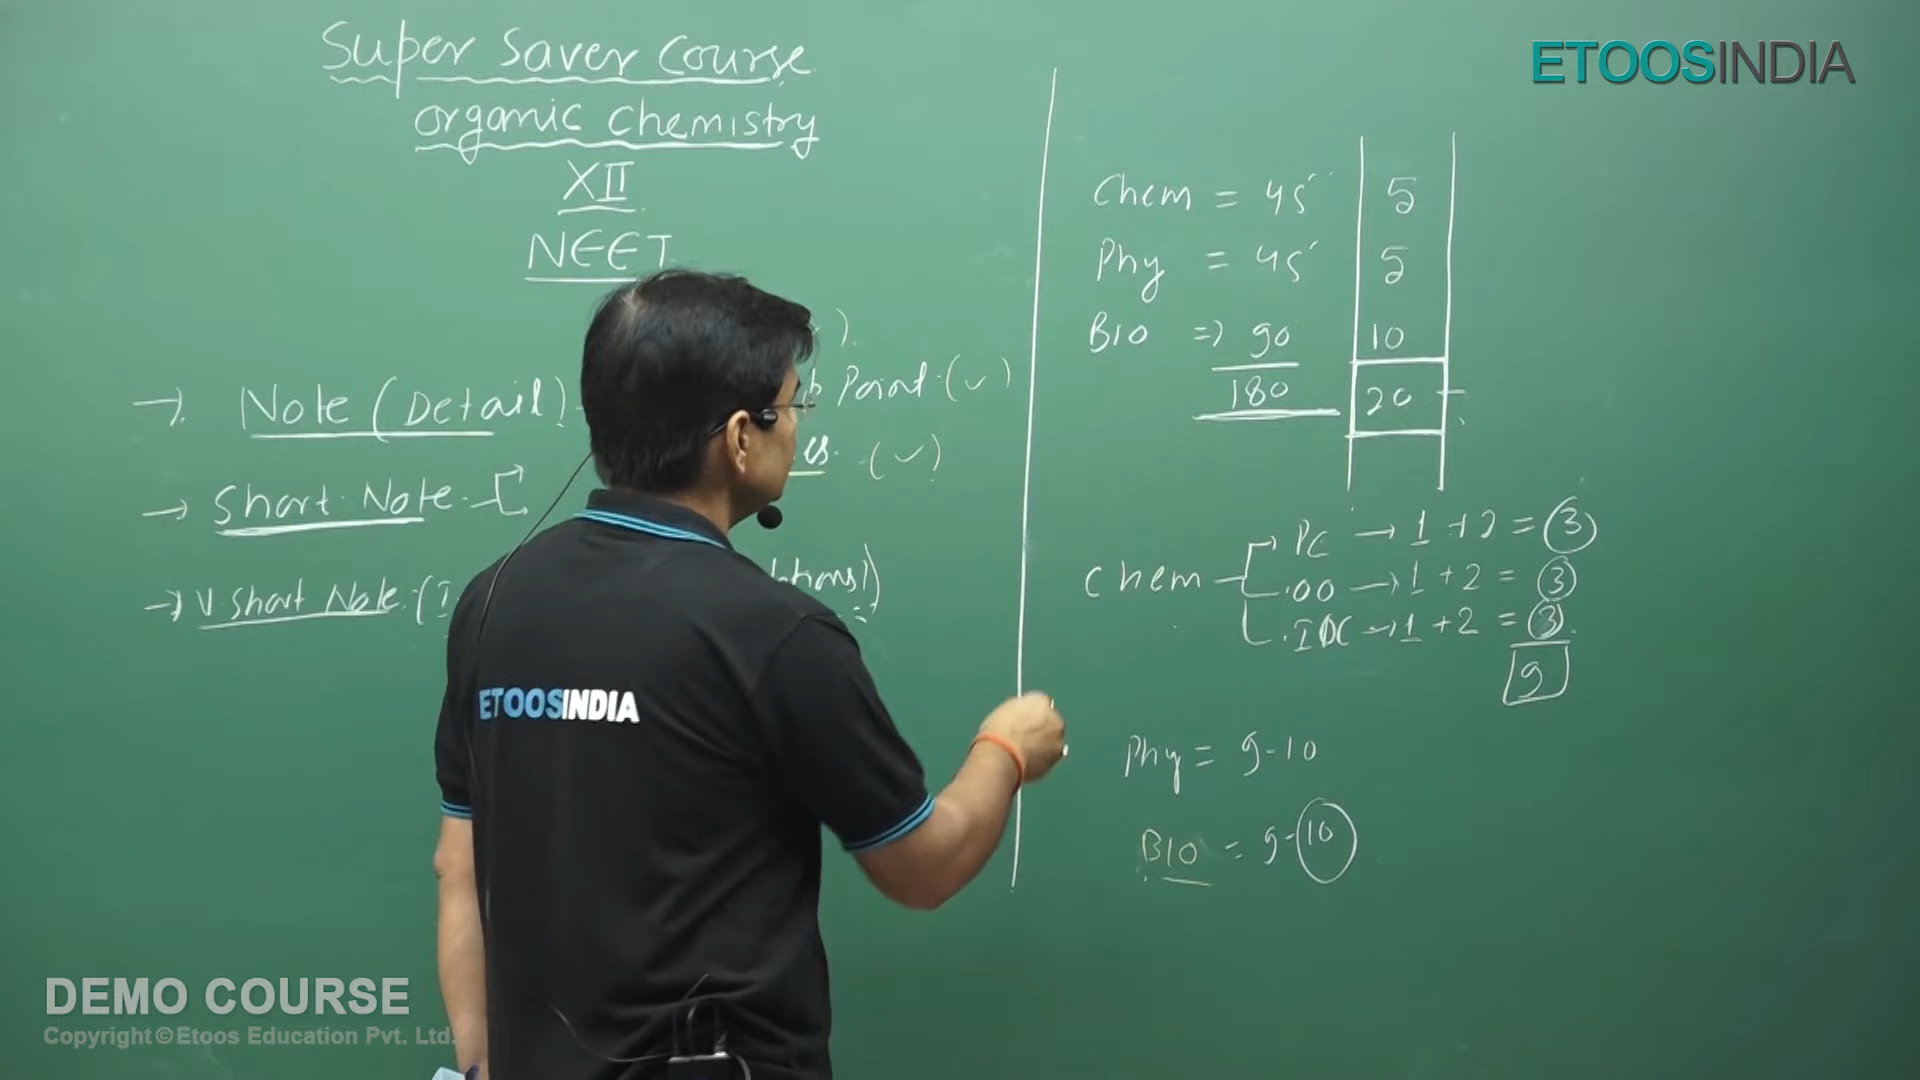 Super Saver Course
Organic Chemistry
XII
NEET
→ Note (Detail)
Point (✓)
(✓)
→ Short Note
→ V. Short Note (I
ETOOSINDIA
Chem = 45 5
Phy = 45 5
BIO => 90 10
180 20
Chem
PC → 1 + 2 = 3
OO → 1 + 2 = 3
IOC → 1 + 2 = 3
9
Phy = 9-10
BIO = 9-10
ETOOSINDIA
DEMO COURSE
Copyright © Etoos Education Pvt. Ltd.